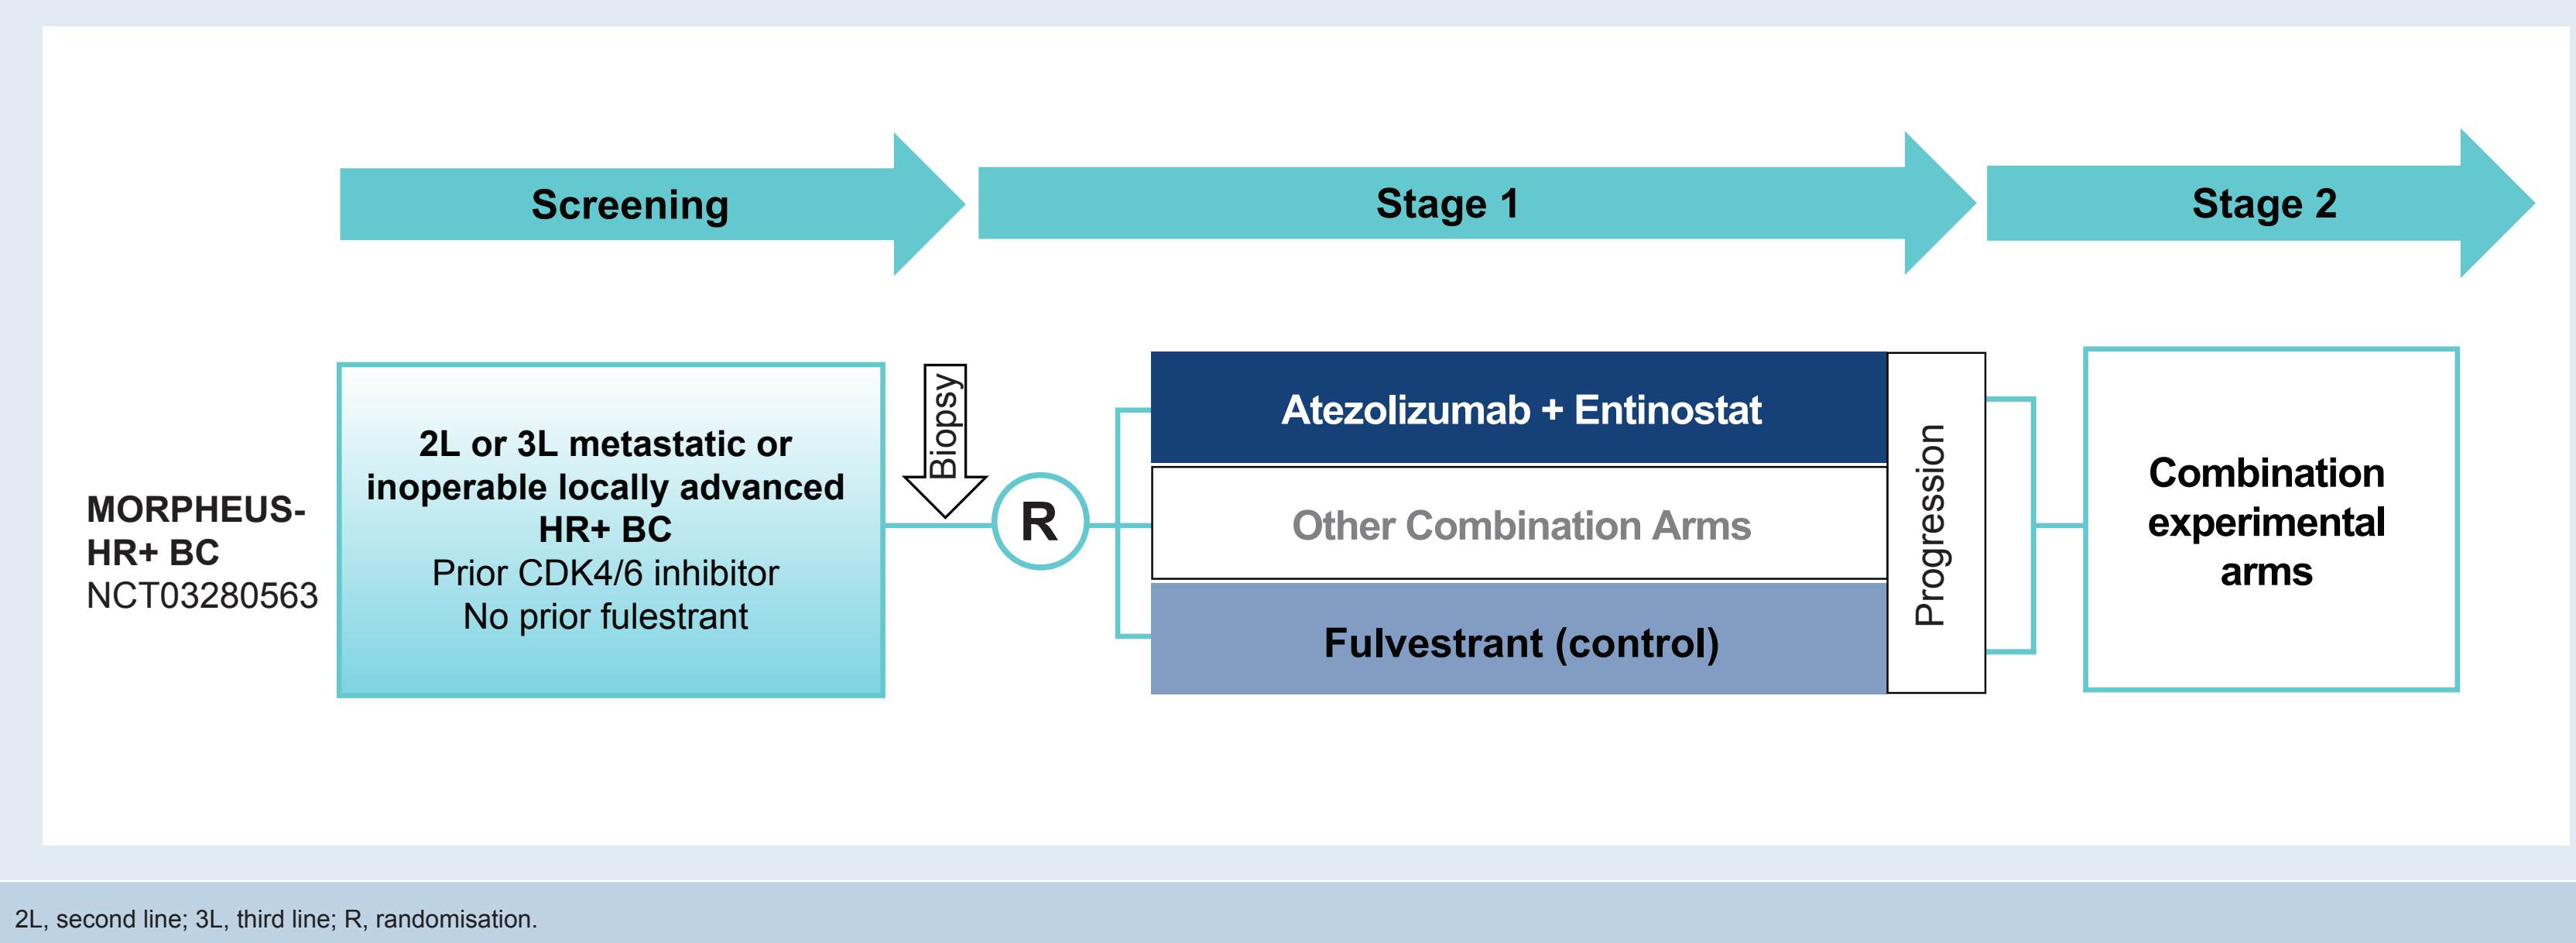 Screening
Stage 1
Stage 2
MORPHEUS-
HR+ BC
NCT03280563
2L or 3L metastatic or
inoperable locally advanced
HR+ BC
Prior CDK4/6 inhibitor
No prior fulestrant
Biopsy
R
Atezolizumab + Entinostat
Other Combination Arms
Fulvestrant (control)
Progression
Combination
experimental
arms
2L, second line; 3L, third line; R, randomisation.